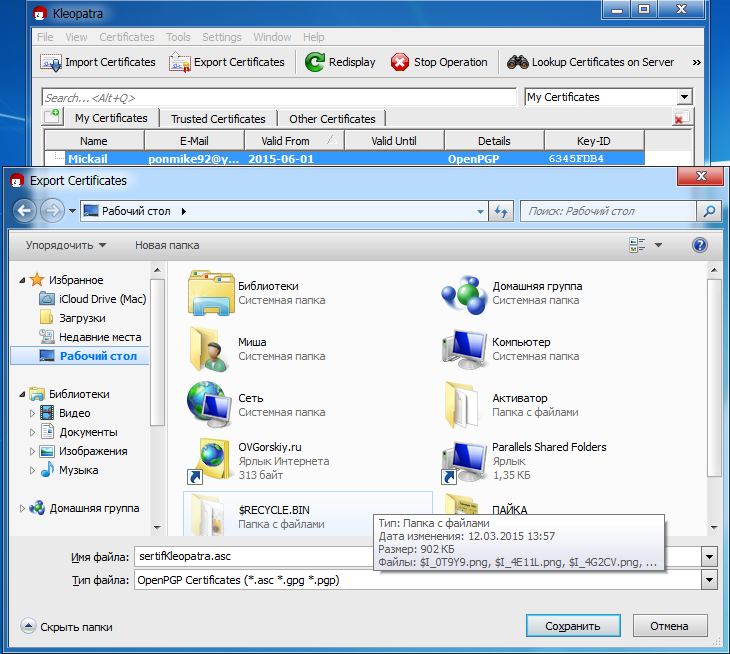 Kleopatra
File View Certificates Tools Settings Window Help
Import Certificates Export Certificates Redisplay Stop Operation Lookup Certificates on Server »
Search...<Alt+Q> My Certificates
My Certificates Trusted Certificates Other Certificates
Name E-Mail Valid From Valid Until Details Key-ID
Mickail ponmike92@y... 2015-06-01 OpenPGP 6345FDB4
Export Certificates
Рабочий стол Поиск: Рабочий стол
Упорядочить Новая папка
Избранное
iCloud Drive (Mac)
Загрузки
Недавние места
Рабочий стол
Библиотеки
Видео
Документы
Изображения
Музыка
Домашняя группа
Библиотеки
Системная папка
Домашняя группа
Системная папка
Миша
Системная папка
Компьютер
Системная папка
Сеть
Системная папка
Активатор
Папка с файлами
OVGorskiy.ru
Ярлык Интернета
313 байт
Parallels Shared Folders
Ярлык
1,35 КБ
$RECYCLE.BIN
Папка с файлами
ПАЙКА
Тип: Папка с файлами
Дата изменения: 12.03.2015 13:57
Размер: 902 КБ
Файлы: $I_0T9Y9.png, $I_4E11L.png, $I_4G2CV.png, ...
Имя файла: sertifKleopatra.asc
Тип файла: OpenPGP Certificates (*.asc *.gpg *.pgp)
Скрыть папки Сохранить Отмена